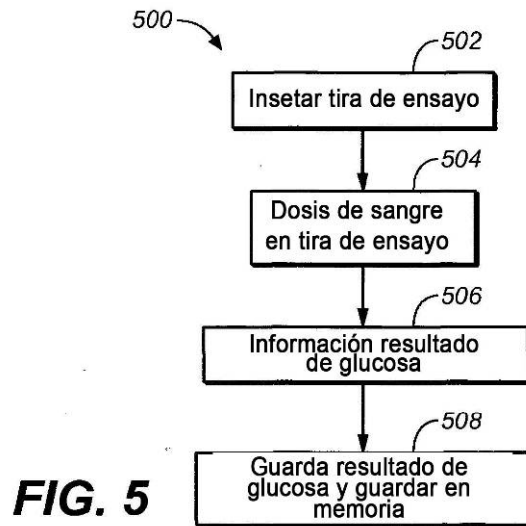 500
502
Insetar tira de ensayo
504
Dosis de sangre
en tira de ensayo
506
Información resultado
de glucosa
508
Guarda resultado de
glucosa y guardar en
memoria
FIG. 5